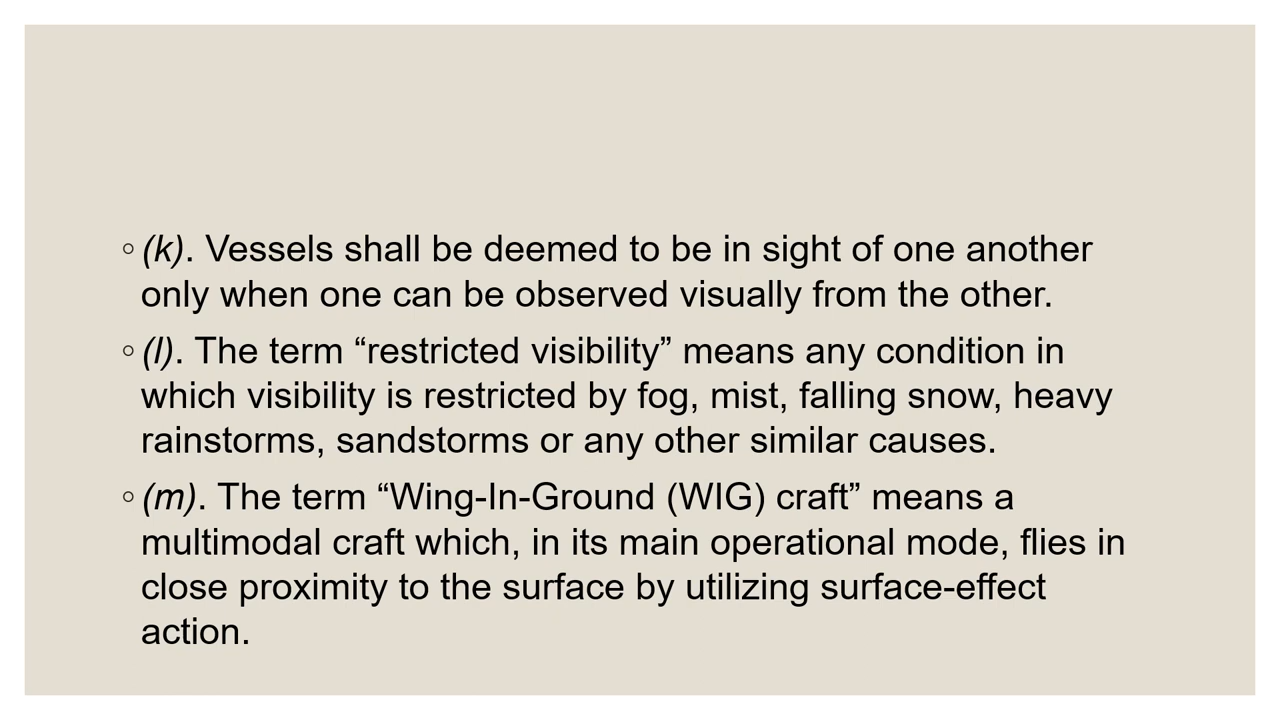 ◦ (k). Vessels shall be deemed to be in sight of one another
only when one can be observed visually from the other.
◦ (l). The term “restricted visibility” means any condition in
which visibility is restricted by fog, mist, falling snow, heavy
rainstorms, sandstorms or any other similar causes.
◦ (m). The term “Wing-In-Ground (WIG) craft” means a
multimodal craft which, in its main operational mode, flies in
close proximity to the surface by utilizing surface-effect
action.